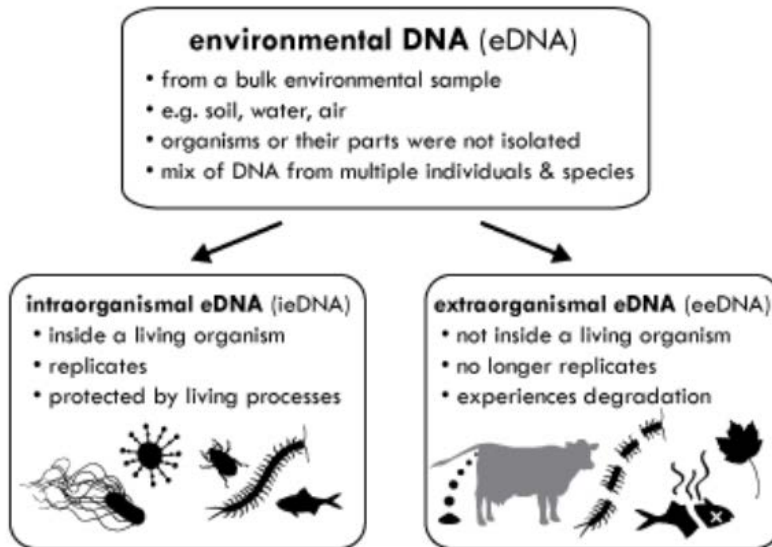 environmental DNA (eDNA)
• from a bulk environmental sample
• e.g. soil, water, air
• organisms or their parts were not isolated
• mix of DNA from multiple individuals & species
intraorganismal eDNA (ieDNA)
• inside a living organism
• replicates
• protected by living processes
extraorganismal eDNA (eeDNA)
• not inside a living organism
• no longer replicates
• experiences degradation